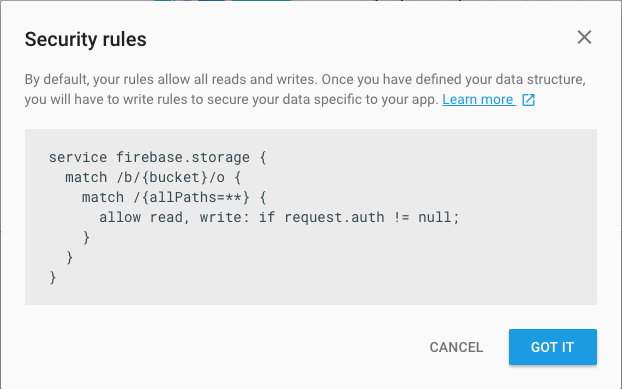 Security rules
By default, your rules allow all reads and writes. Once you have defined your data structure,
you will have to write rules to secure your data specific to your app. Learn more
service firebase.storage {
  match /b/{bucket}/o {
    match /{allPaths=**} {
      allow read, write: if request.auth != null;
    }
  }
}
CANCEL GOT IT